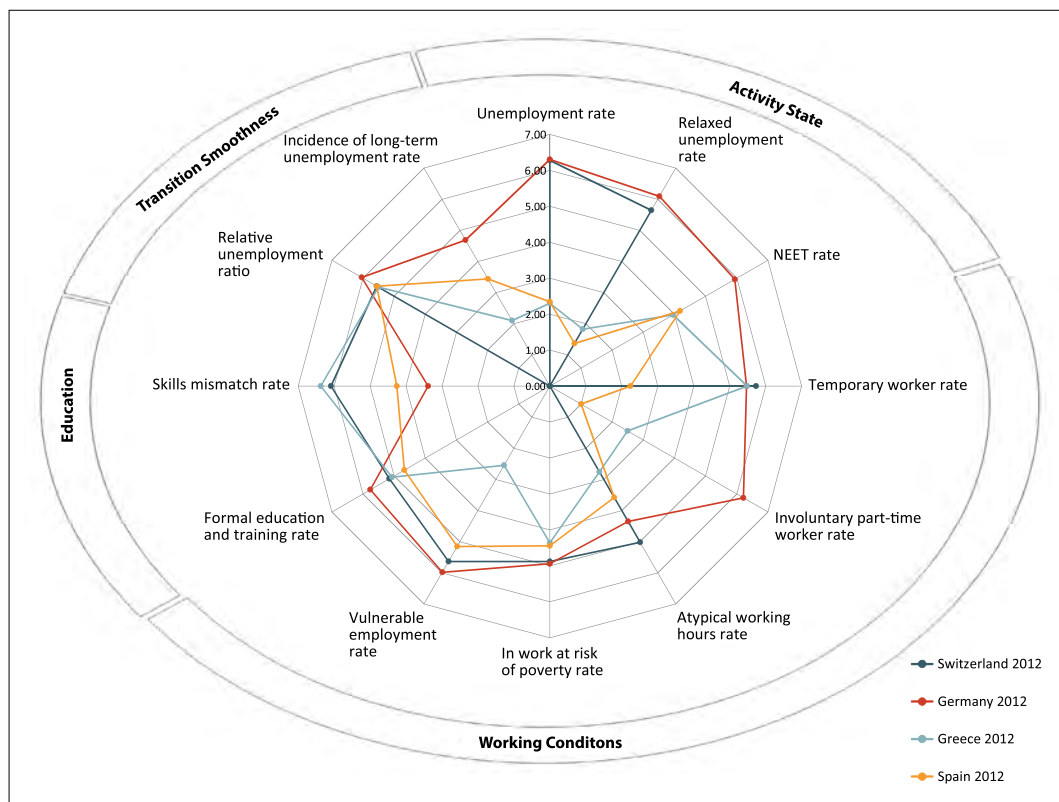 Activity State
Transition Smoothness
Education
Working Conditons
Unemployment rate
Relaxed
unemployment
rate
NEET rate
Temporary worker rate
Involuntary part-time
worker rate
Atypical working
hours rate
In work at risk
of poverty rate
Vulnerable
employment
rate
Formal education
and training rate
Skills mismatch rate
Relative
unemployment
ratio
Incidence of long-term
unemployment rate
7.00
6.00
5.00
4.00
3.00
2.00
1.00
0.00
Switzerland 2012
Germany 2012
Greece 2012
Spain 2012